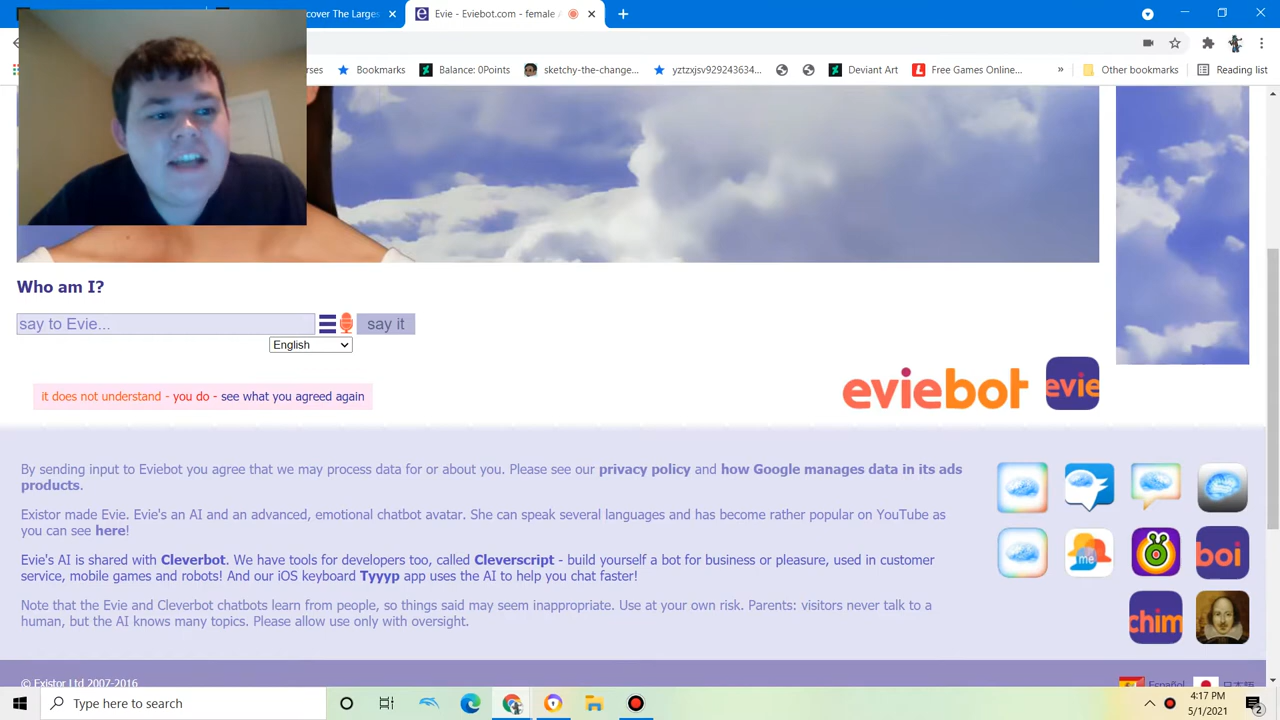 cover The Larges
Evie - Eviebot.com - female
rses
Bookmarks
Balance: 0Points
sketchy-the-change...
yztzxjsv929243634...
Deviant Art
Free Games Online...
»
Other bookmarks
Reading list
Who am I?
say to Evie...
say it
English
it does not understand - you do - see what you agreed again
eviebot
evie
By sending input to Eviebot you agree that we may process data for or about you. Please see our privacy policy and how Google manages data in its ads
products.
Existor made Evie. Evie's an AI and an advanced, emotional chatbot avatar. She can speak several languages and has become rather popular on YouTube as
you can see here!
Evie's AI is shared with Cleverbot. We have tools for developers too, called Cleverscript - build yourself a bot for business or pleasure, used in customer
service, mobile games and robots! And our iOS keyboard Tyyyp app uses the AI to help you chat faster!
Note that the Evie and Cleverbot chatbots learn from people, so things said may seem inappropriate. Use at your own risk. Parents: visitors never talk to a
human, but the AI knows many topics. Please allow use only with oversight.
me
boi
chim
© Existor Ltd 2007-2016
Español
日本語
Type here to search
4:17 PM
5/1/2021
2